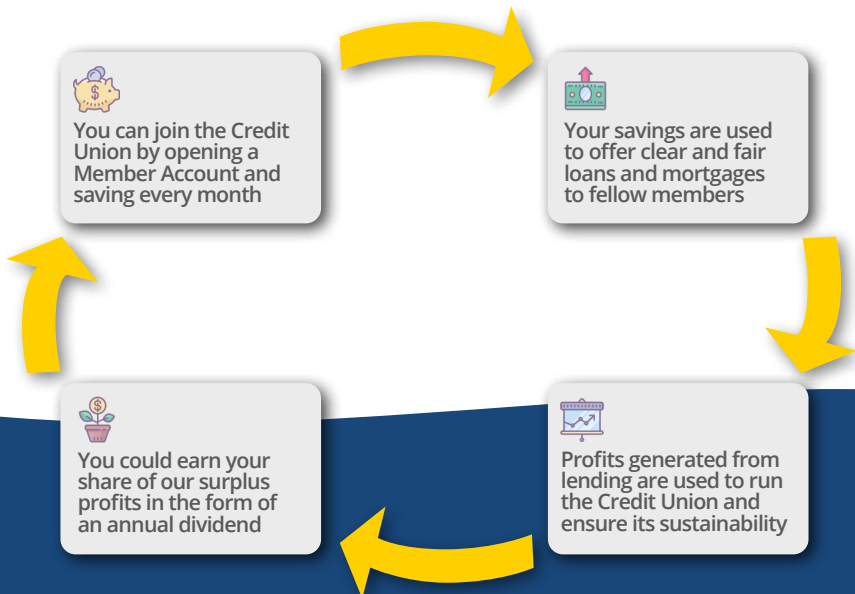 You can join the Credit
Union by opening a
Member Account and
saving every month
Your savings are used
to offer clear and fair
loans and mortgages
to fellow members
Profits generated from
lending are used to run
the Credit Union and
ensure its sustainability
You could earn your
share of our surplus
profits in the form of
an annual dividend